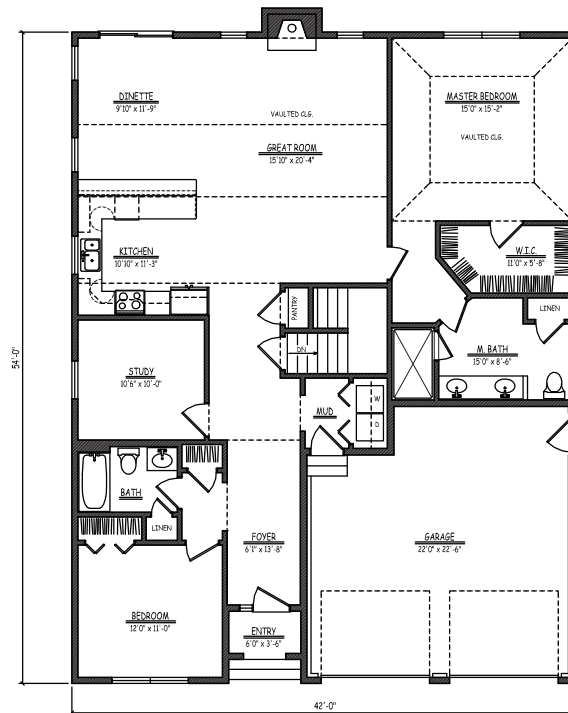 DINETTE
9'10" x 11'-9"
VAULTED CLG.
GREAT ROOM
15'10" x 20'-4"
MASTER BEDROOM
15'0" x 15'-2"
VAULTED CLG.
KITCHEN
10'10" x 11'-3"
W.I.C.
11'0" x 5'-8"
PANTRY
LINEN
DN
M. BATH
15'0" x 8'-6"
54'-0"
STUDY
10'6" x 10'-0"
MUD
W
D
BATH
LINEN
FOYER
6'1" x 13'-8"
GARAGE
22'0" x 22'-6"
BEDROOM
12'0" x 11'-0"
ENTRY
6'0" x 3'-6"
42'-0"